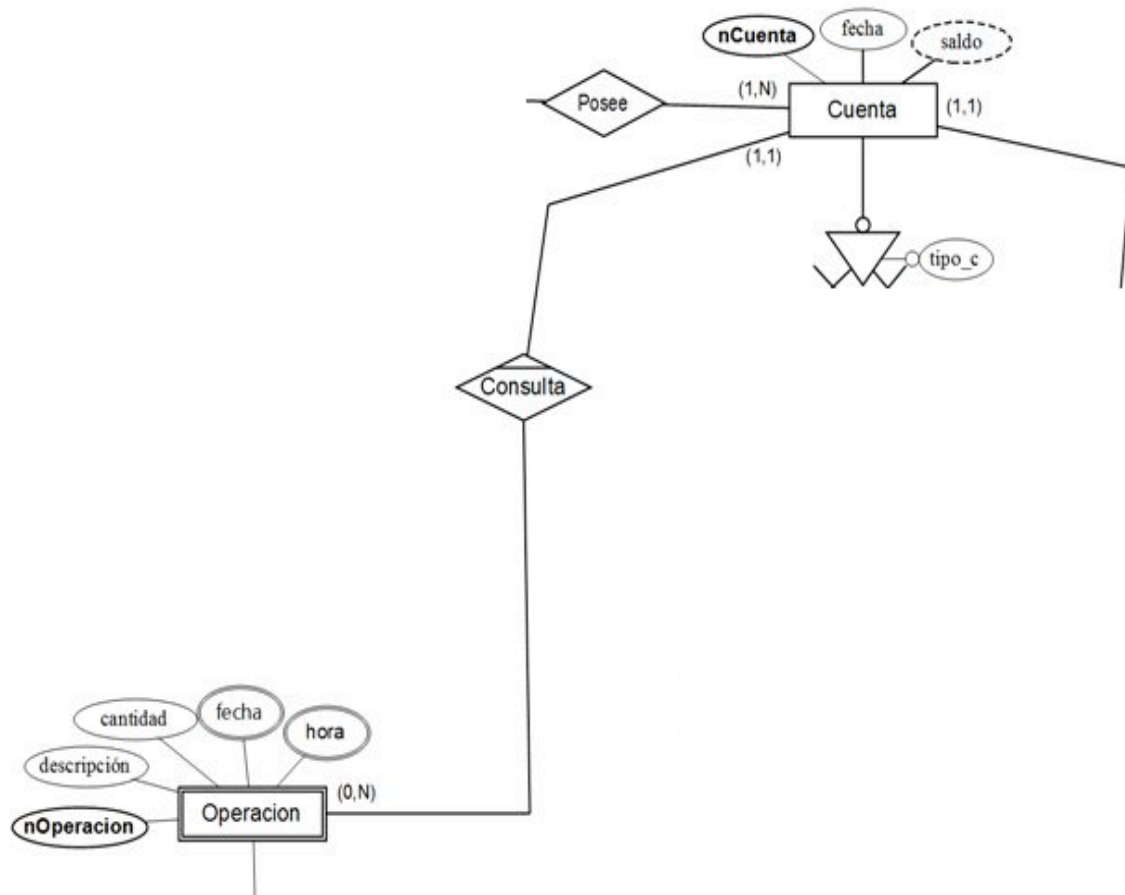 nCuenta
fecha
saldo
Posee
(1,N)
Cuenta
(1,1)
(1,1)
tipo_c
Consulta
cantidad
fecha
hora
descripción
(0,N)
Operacion
nOperacion